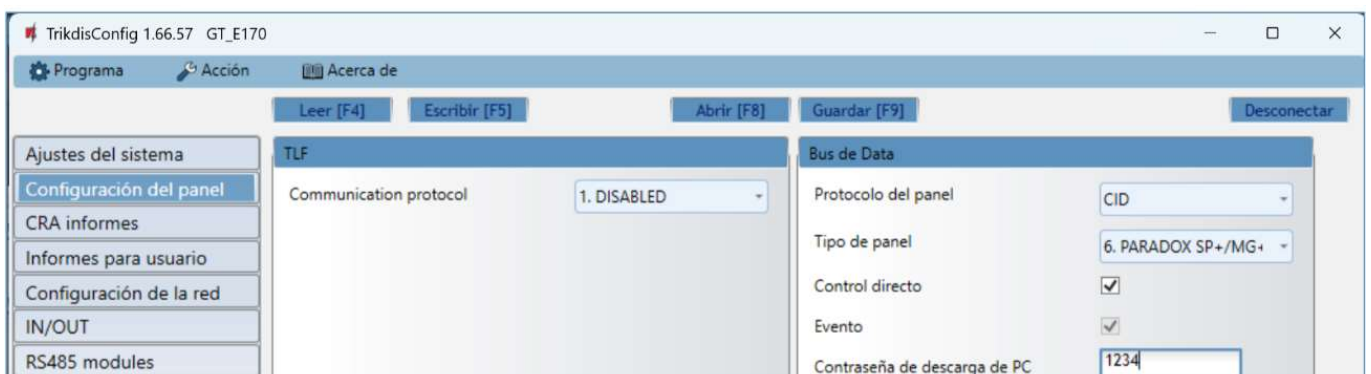 TrikdisConfig 1.66.57 GT_E170
Programa Acción Acerca de
Leer [F4] Escribir [F5] Abrir [F8] Guardar [F9] Desconectar
Ajustes del sistema
Configuración del panel
CRA informes
Informes para usuario
Configuración de la red
IN/OUT
RS485 modules
TLF
Communication protocol 1. DISABLED
Bus de Data
Protocolo del panel CID
Tipo de panel 6. PARADOX SP+/MG+
Control directo
Evento
Contraseña de descarga de PC 1234